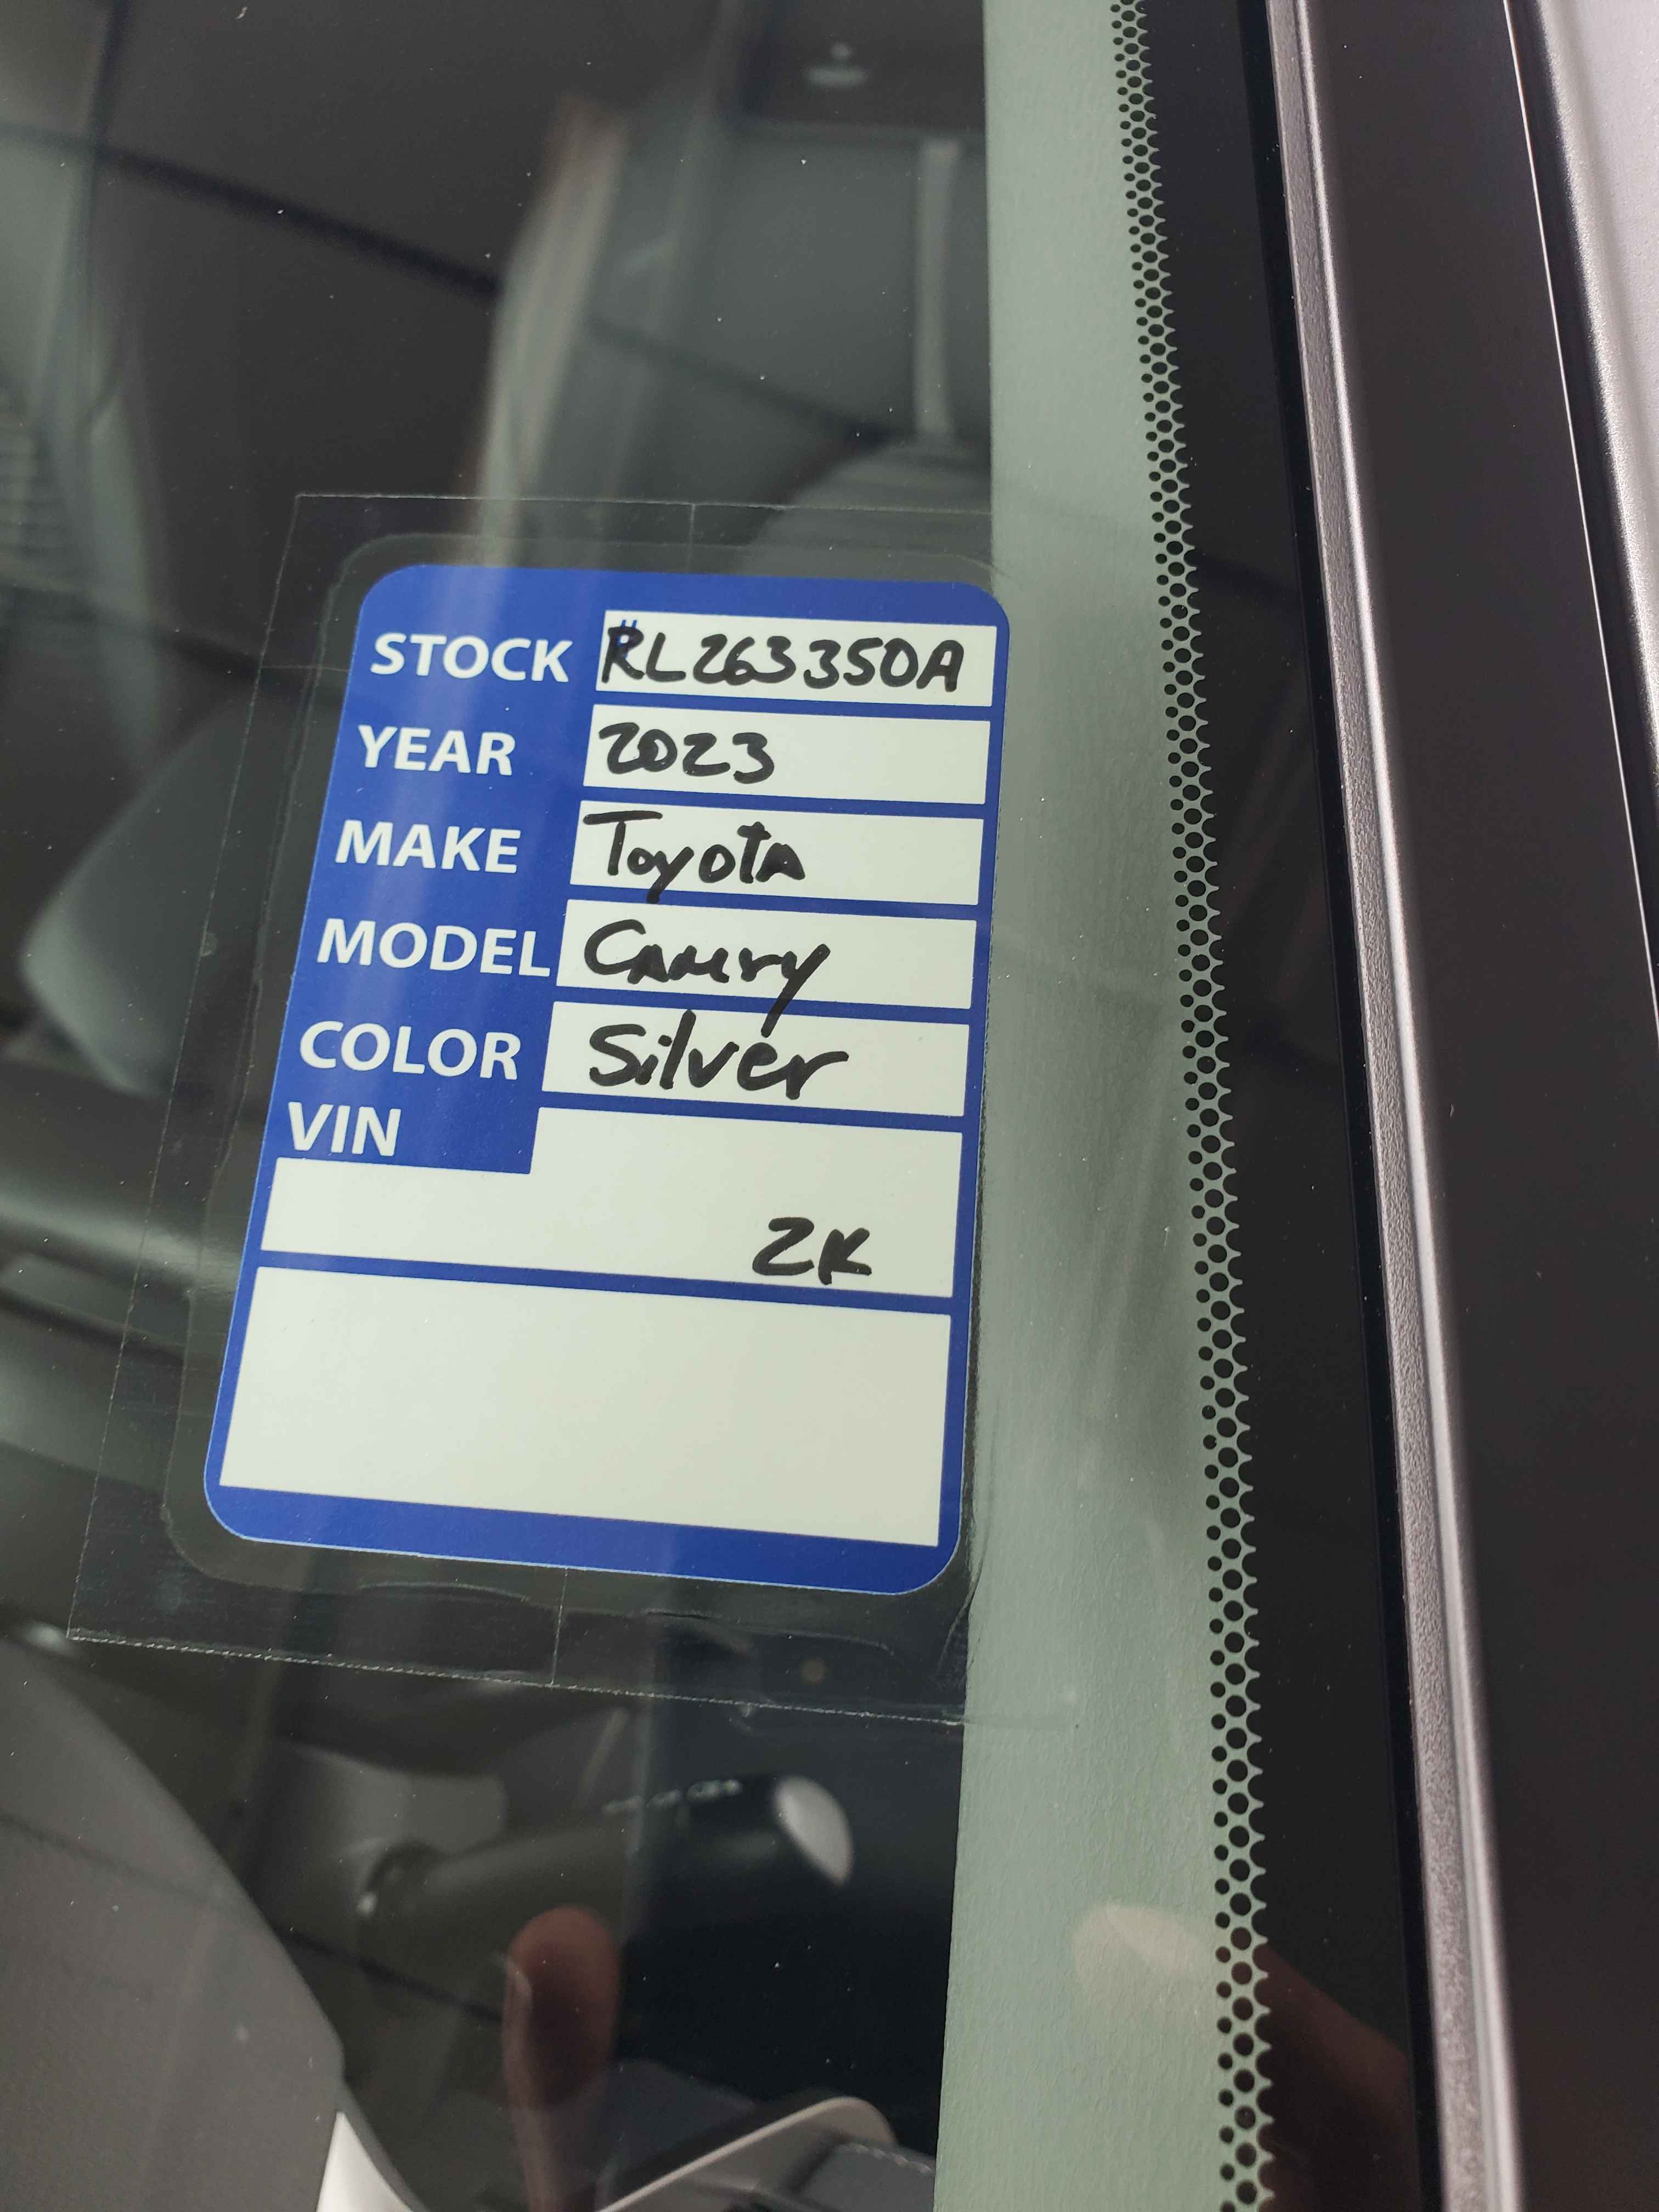 STOCK # RL263350A
YEAR 2023
MAKE Toyota
MODEL Camry
COLOR Silver
VIN
2K